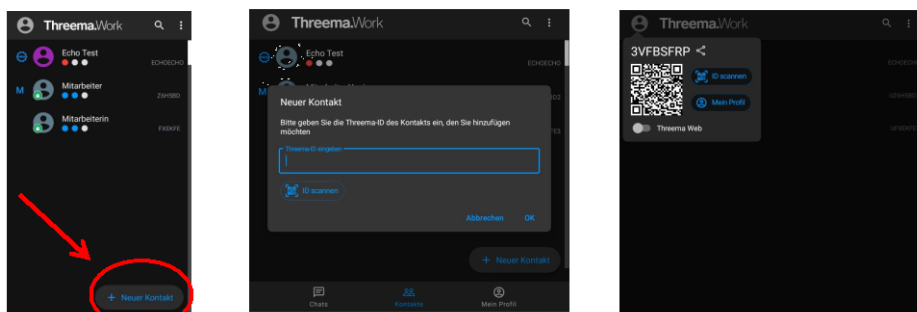 Threema.Work
Echo Test
ECHOECHO
M
Mitarbeiter
Mitarbeiterin
+ Neuer Kontakt
Threema.Work
Echo Test
ECHOECHO
M
Neuer Kontakt
Bitte geben Sie die Threema-ID des Kontakts ein, den Sie hinzufügen
möchten
Threema-ID eingeben
ID scannen
Abbrechen OK
+ Neuer Kontakt
Chats Kontakte Mein Profil
Threema.Work
3VFBSFRP
ID scannen
Mein Profil
Threema Web